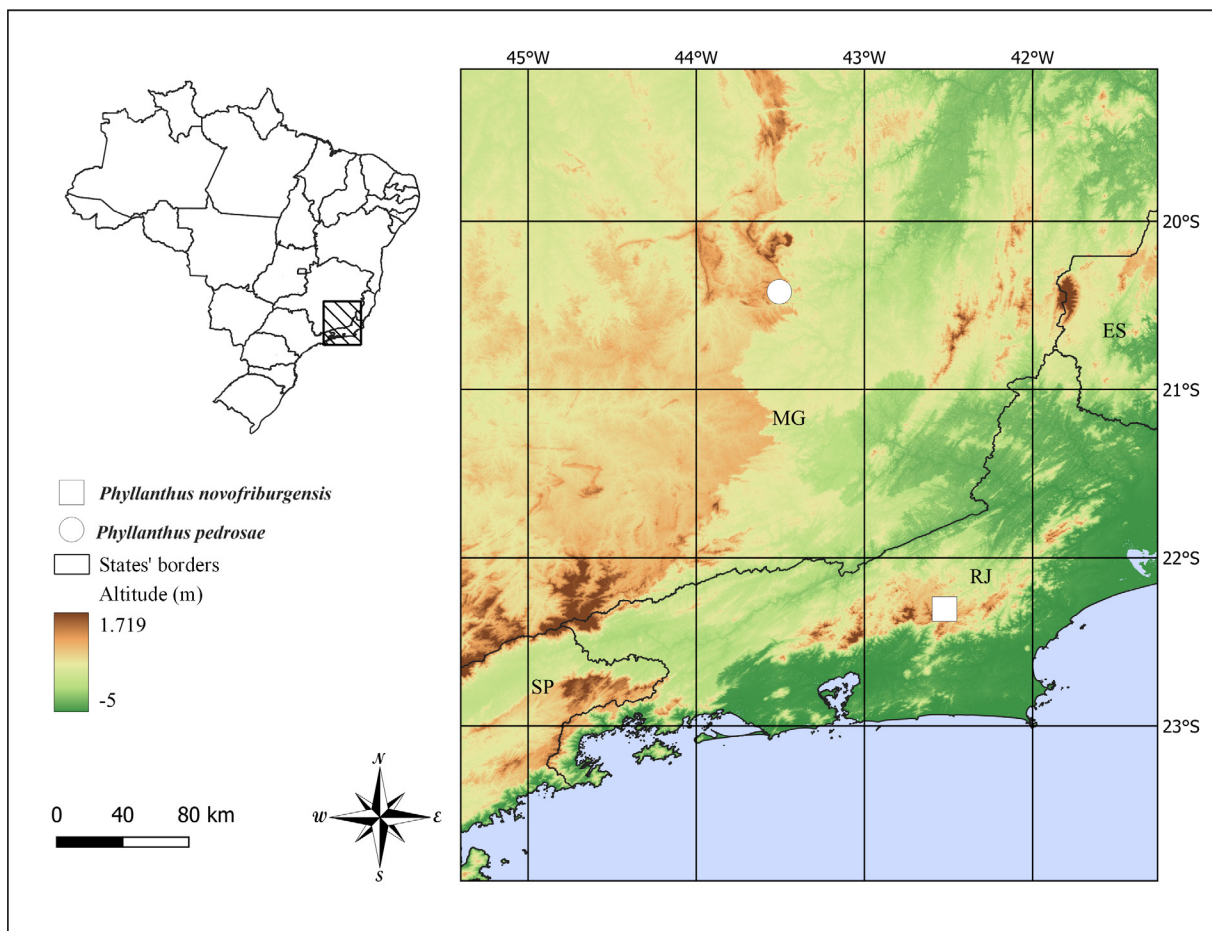 45°W 44°W 43°W 42°W
20°S
ES
21°S
MG
Phyllanthus novofriburgensis
Phyllanthus pedrosae
States' borders
22°S
Altitude (m)
RJ
1.719
SP
-5
23°S
N
0 40 80 km
W E
S